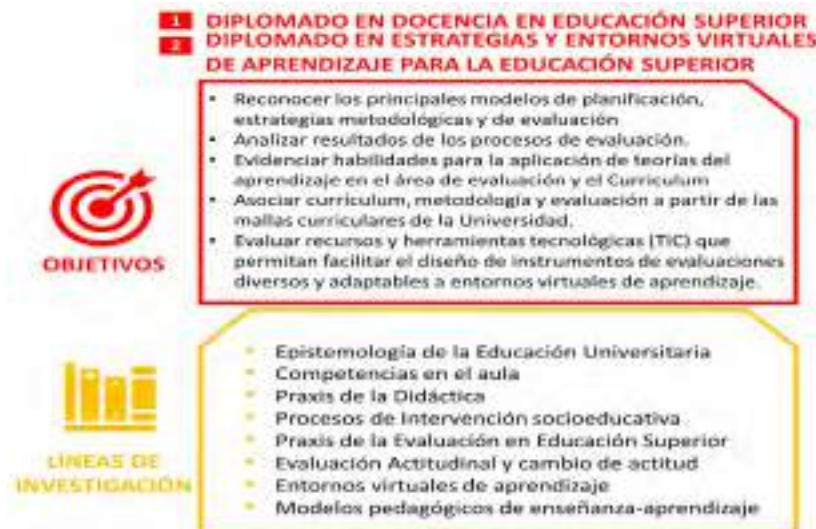 1 DIPLOMADO EN DOCENCIA EN EDUCACIÓN SUPERIOR
2 DIPLOMADO EN ESTRATEGIAS Y ENTORNOS VIRTUALES
DE APRENDIZAJE PARA LA EDUCACIÓN SUPERIOR
OBJETIVOS
• Reconocer los principales modelos de planificación,
estrategias metodológicas y de evaluación
• Analizar resultados de los procesos de evaluación.
• Evidenciar habilidades para la aplicación de teorías del
aprendizaje en el área de evaluación y el Curriculum
• Asociar curriculum, metodología y evaluación a partir de las
mallas curriculares de la Universidad.
• Evaluar recursos y herramientas tecnológicas (TIC) que
permitan facilitar el diseño de instrumentos de evaluaciones
diversos y adaptables a entornos virtuales de aprendizaje.
LÍNEAS DE
INVESTIGACIÓN
• Epistemología de la Educación Universitaria
• Competencias en el aula
• Praxis de la Didáctica
• Procesos de Intervención socioeducativa
• Praxis de la Evaluación en Educación Superior
• Evaluación Actitudinal y cambio de actitud
• Entornos virtuales de aprendizaje
• Modelos pedagógicos de enseñanza-aprendizaje